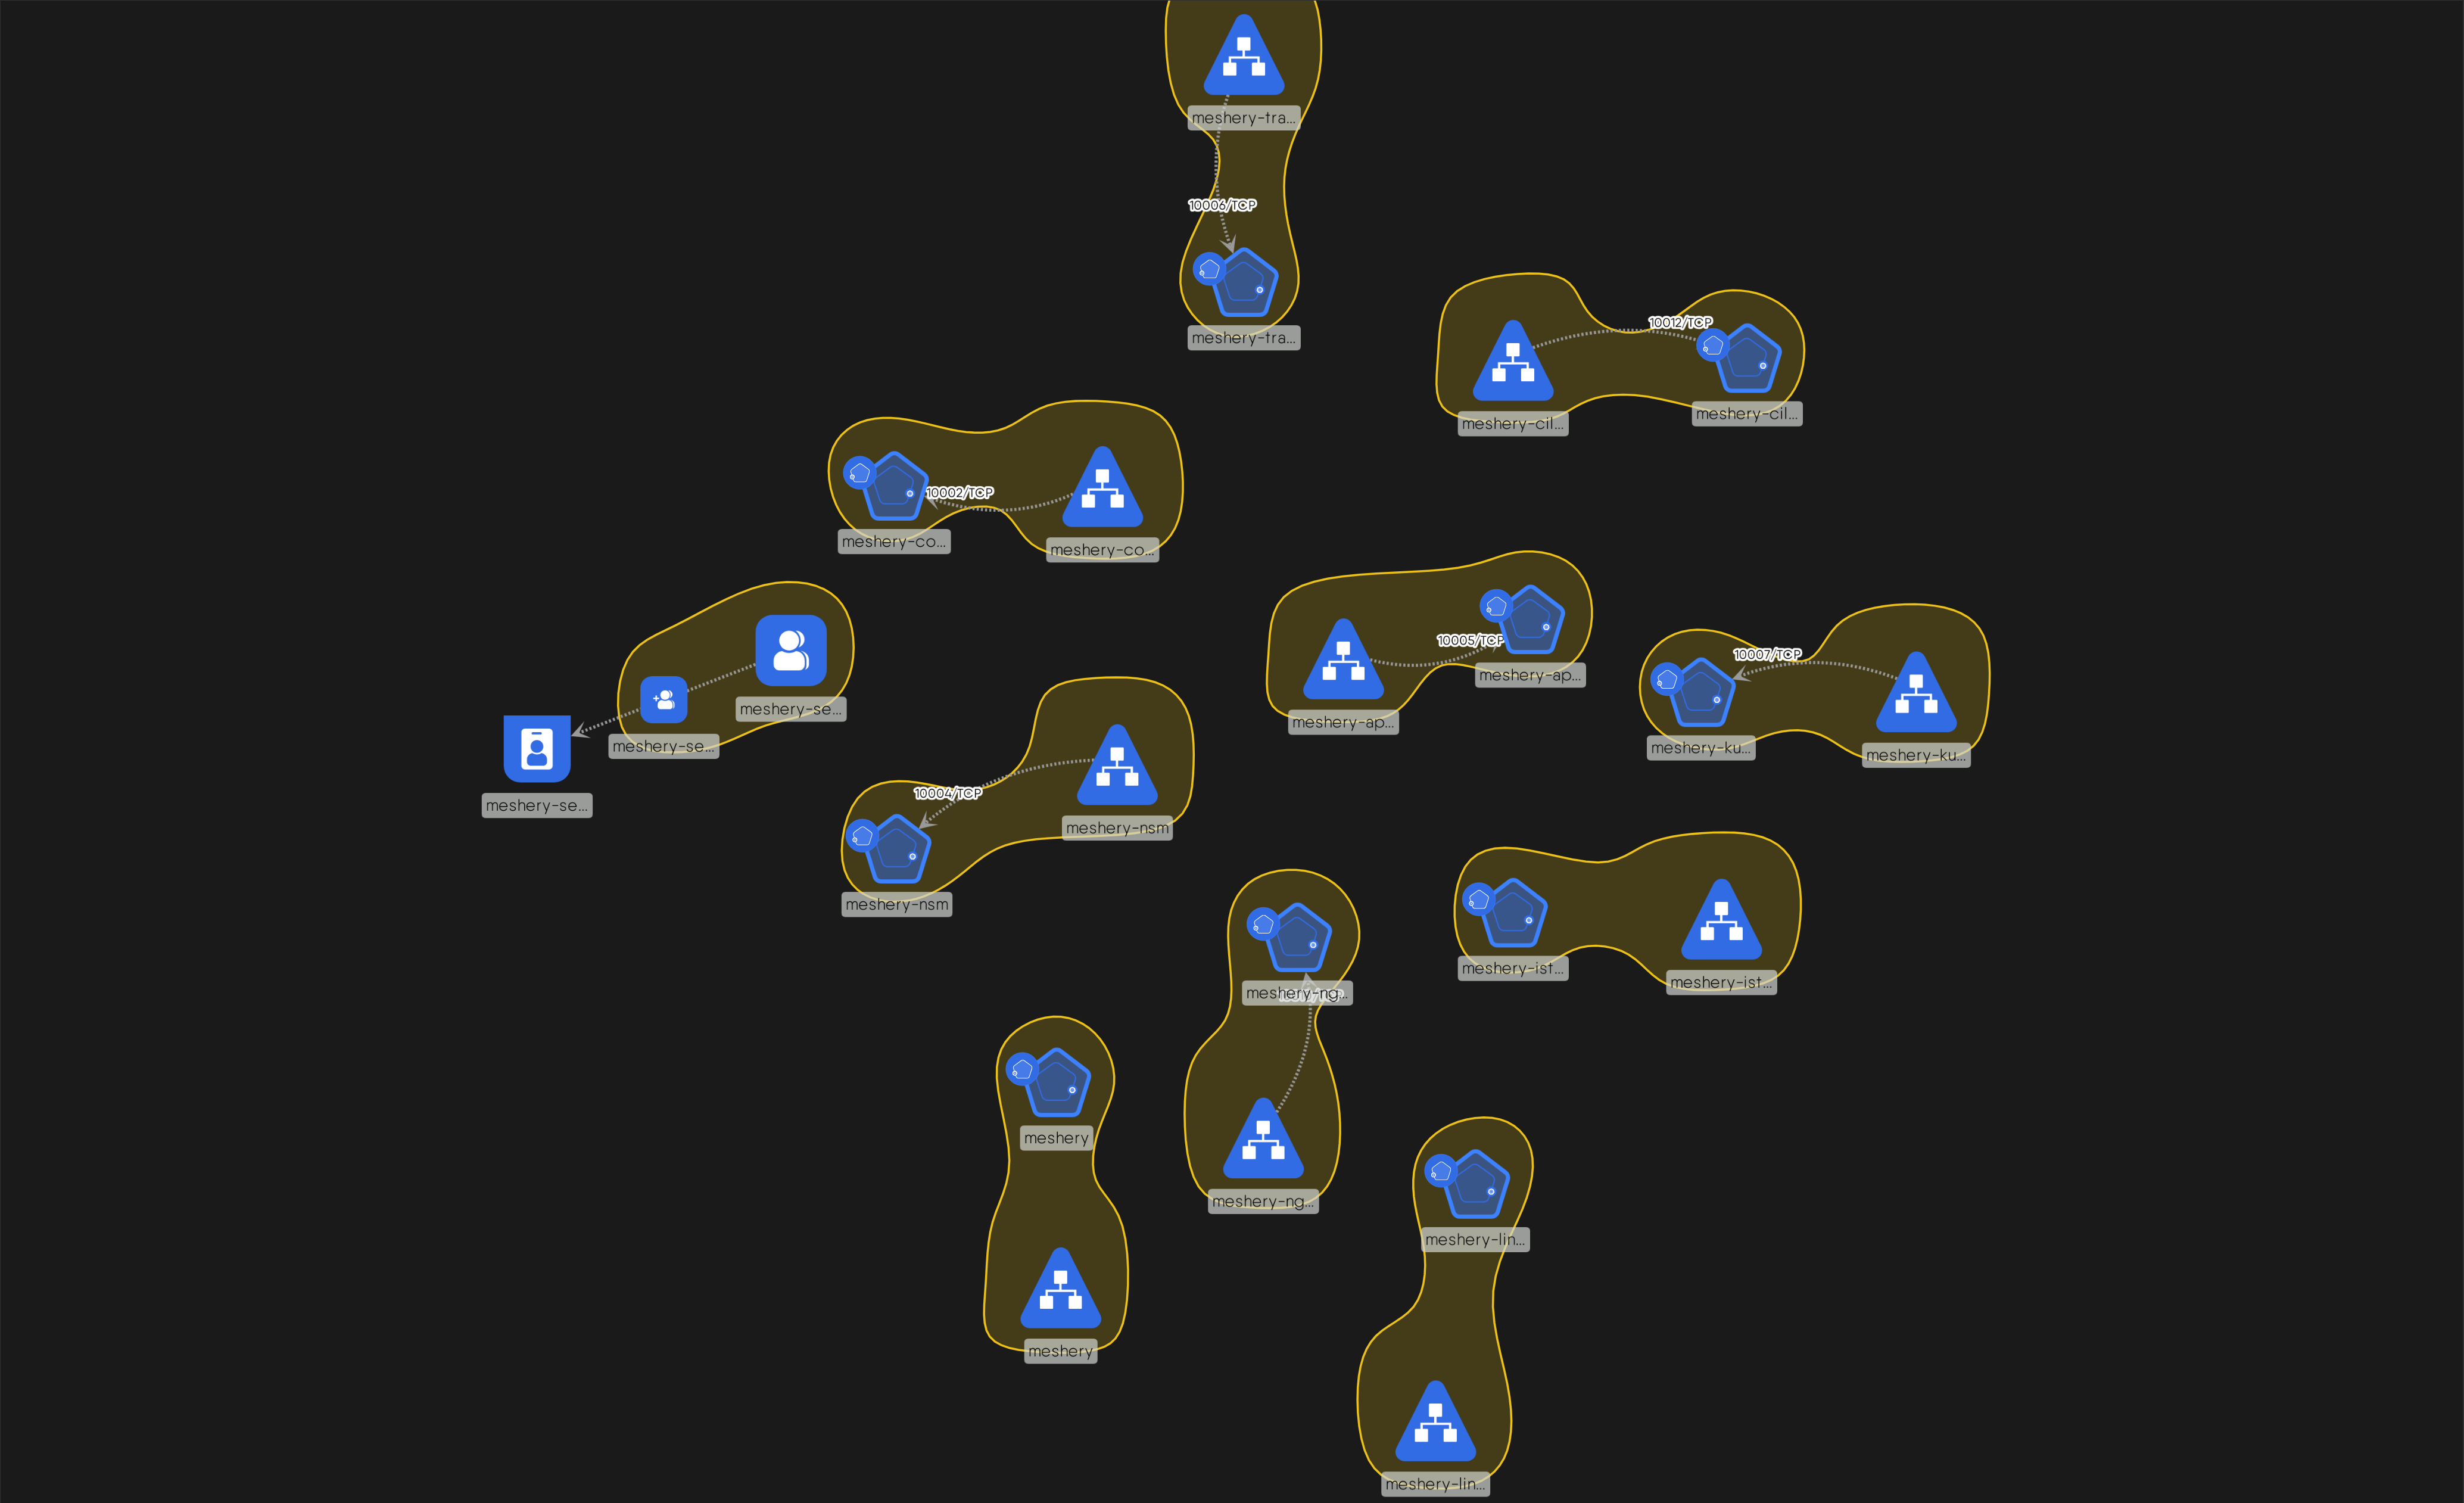 meshery-tra...
10006/TCP
meshery-tra...
10012/TCP
meshery-cil...
meshery-cil...
10002/TCP
meshery-co...
meshery-co...
10005/TCP
meshery-ap...
meshery-ap...
10007/TCP
meshery-ku...
meshery-ku...
meshery-se...
meshery-se...
meshery-se...
10004/TCP
meshery-nsm
meshery-nsm
meshery-ist...
meshery-ist...
meshery-ng...
meshery-ng...
meshery
meshery
meshery-lin...
meshery-lin...